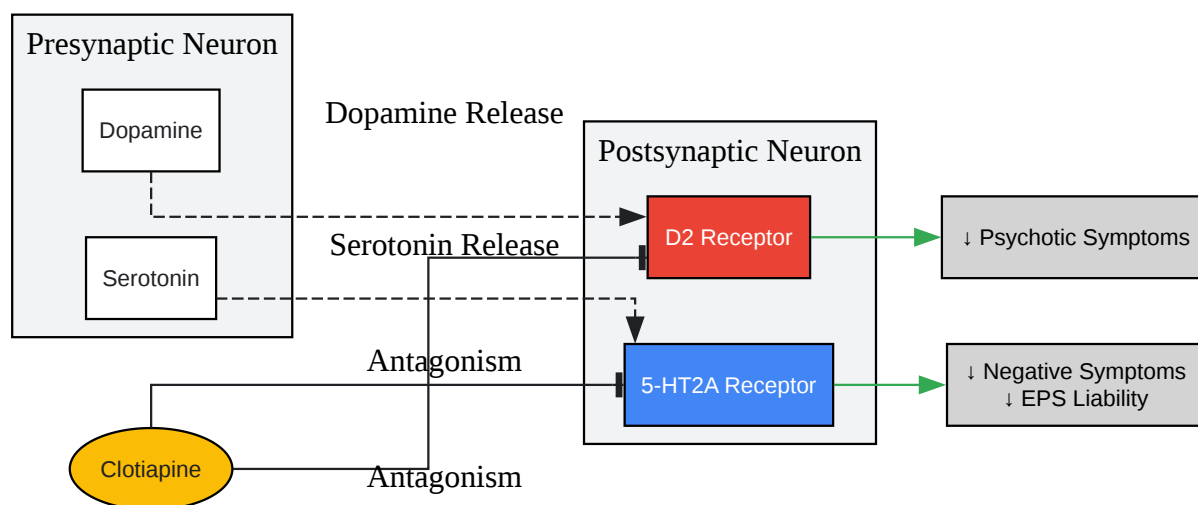 Presynaptic Neuron
Dopamine
Serotonin
Dopamine Release
Serotonin Release
Antagonism
Antagonism
Clotiapine
Postsynaptic Neuron
D2 Receptor
5-HT2A Receptor
↓ Psychotic Symptoms
↓ Negative Symptoms
↓ EPS Liability